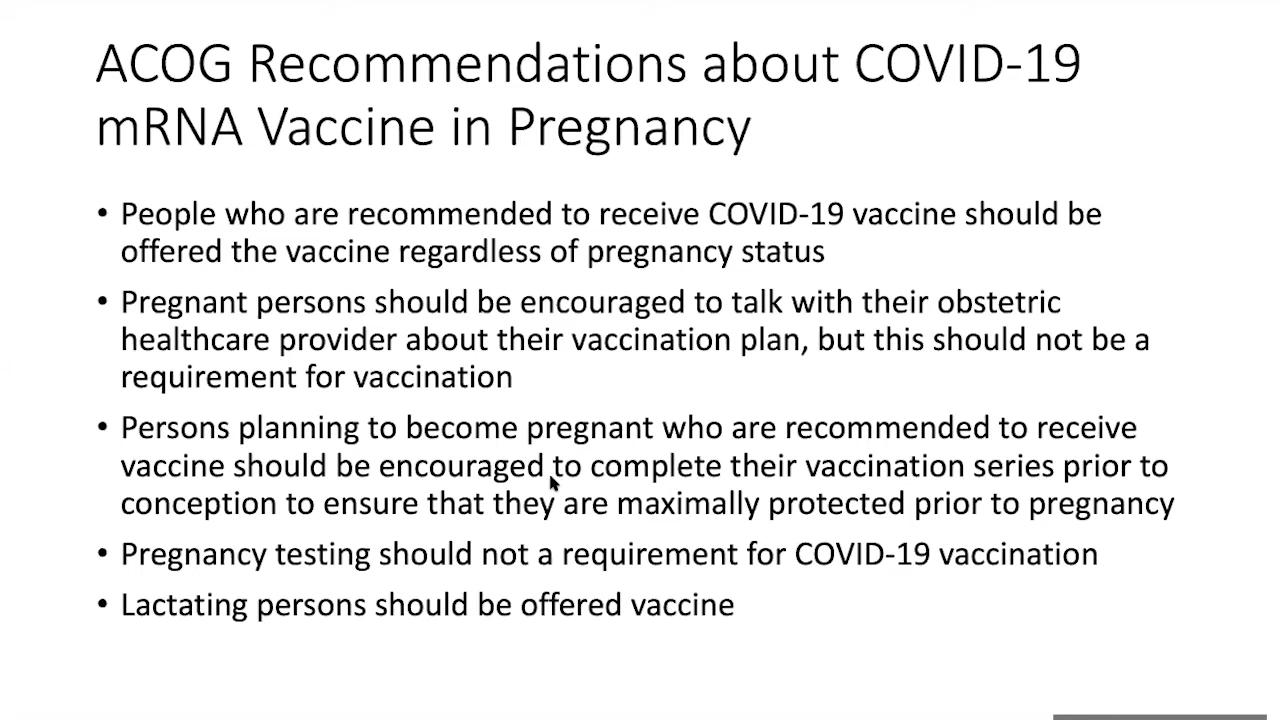 ACOG Recommendations about COVID-19
mRNA Vaccine in Pregnancy
• People who are recommended to receive COVID-19 vaccine should be
offered the vaccine regardless of pregnancy status
• Pregnant persons should be encouraged to talk with their obstetric
healthcare provider about their vaccination plan, but this should not be a
requirement for vaccination
• Persons planning to become pregnant who are recommended to receive
vaccine should be encouraged to complete their vaccination series prior to
conception to ensure that they are maximally protected prior to pregnancy
• Pregnancy testing should not a requirement for COVID-19 vaccination
• Lactating persons should be offered vaccine